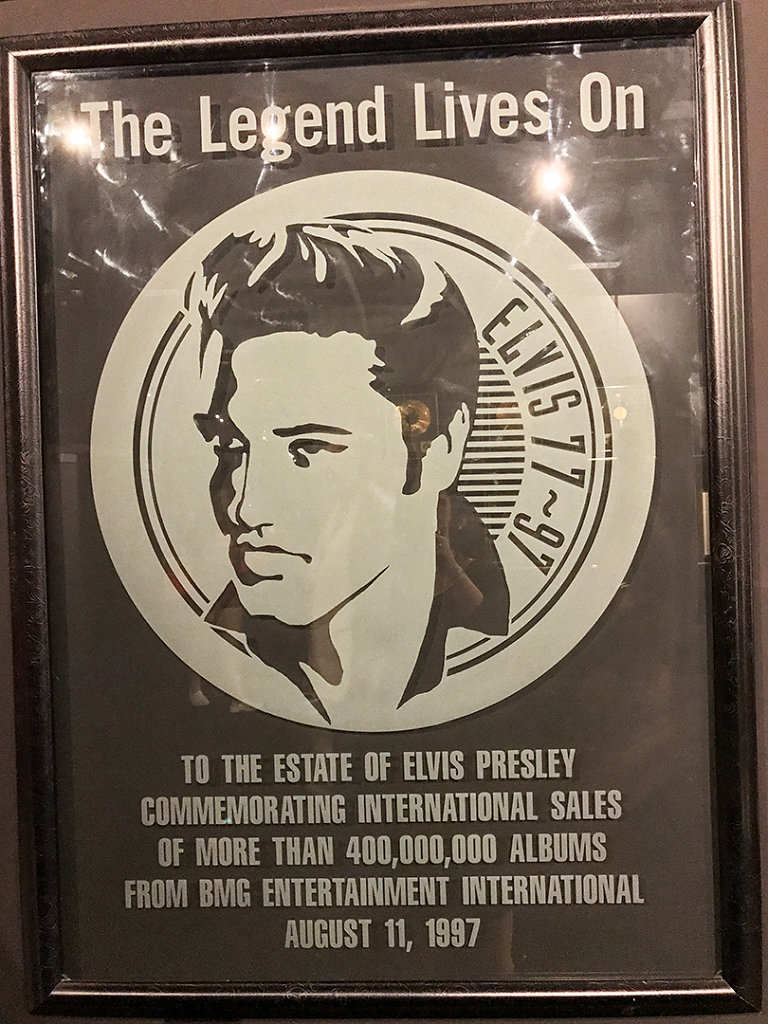 The Legend Lives On
ELVIS 77~97
TO THE ESTATE OF ELVIS PRESLEY
COMMEMORATING INTERNATIONAL SALES
OF MORE THAN 400,000,000 ALBUMS
FROM BMG ENTERTAINMENT INTERNATIONAL
AUGUST 11, 1997